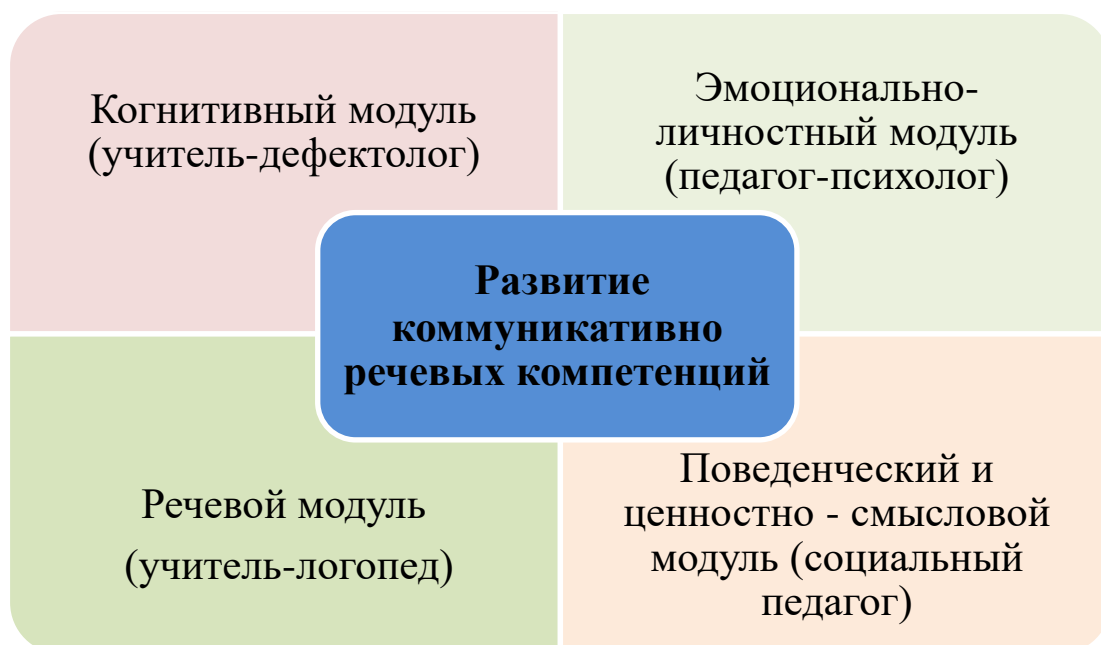 Когнитивный модуль
(учитель-дефектолог)
Эмоционально-
личностный модуль
(педагог-психолог)
Развитие
коммуникативно
речевых компетенций
Речевой модуль
(учитель-логопед)
Поведенческий и
ценностно - смысловой
модуль (социальный
педагог)